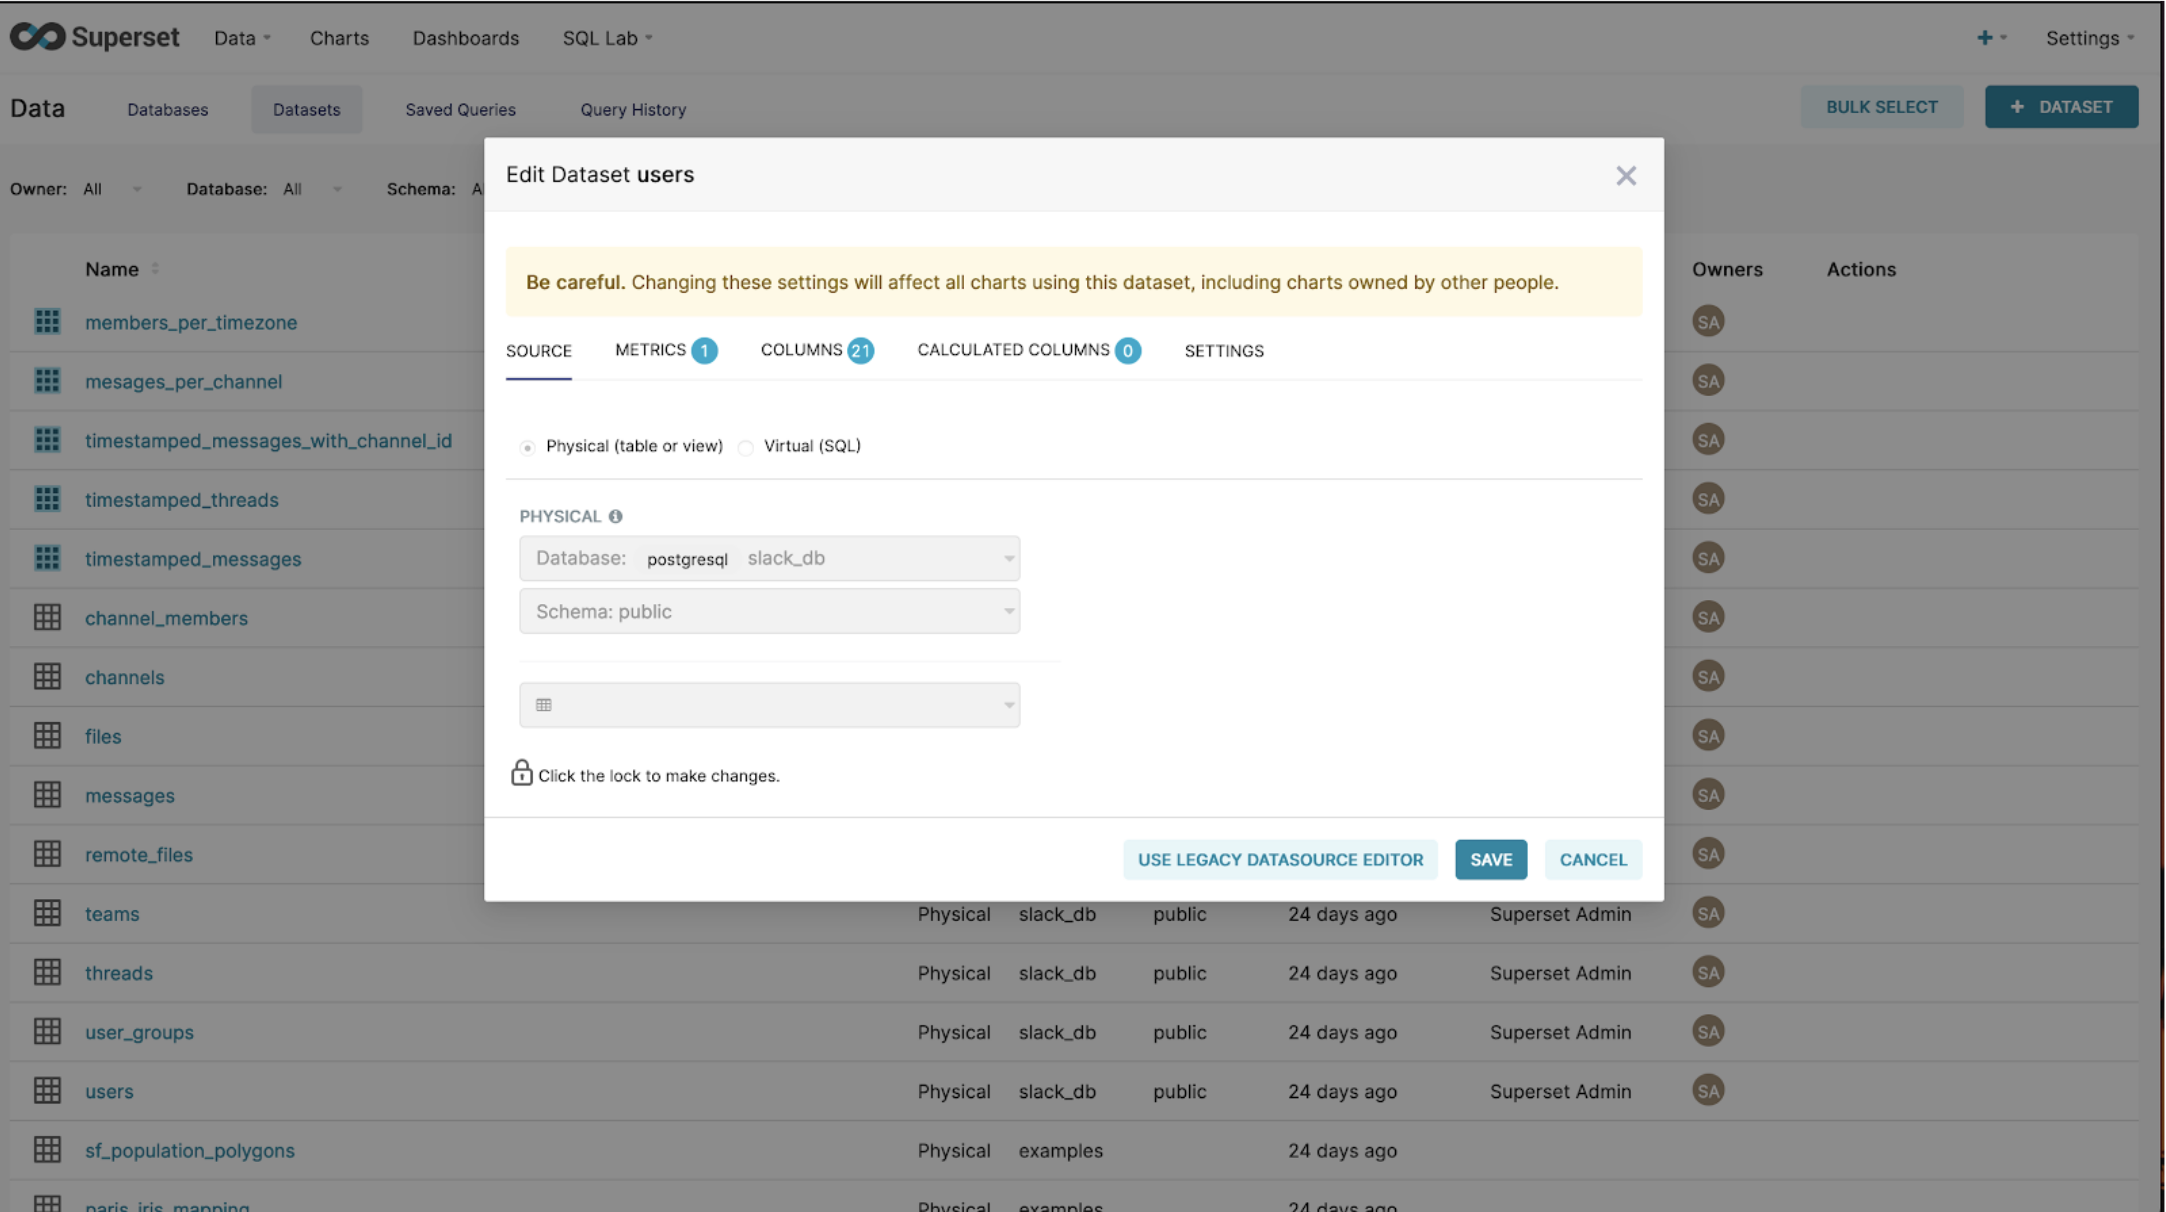 Superset Data Charts Dashboards SQL Lab + Settings
Data Databases Datasets Saved Queries Query History BULK SELECT + DATASET
Owner: All Database: All Schema:
Edit Dataset users
Be careful. Changing these settings will affect all charts using this dataset, including charts owned by other people.
SOURCE METRICS 1 COLUMNS 21 CALCULATED COLUMNS 0 SETTINGS
Physical (table or view) Virtual (SQL)
PHYSICAL
Database: postgresql slack_db
Schema: public
Click the lock to make changes.
USE LEGACY DATASOURCE EDITOR SAVE CANCEL
Name Owners Actions
members_per_timezone SA
mesages_per_channel SA
timestamped_messages_with_channel_id SA
timestamped_threads SA
timestamped_messages SA
channel_members SA
channels SA
files SA
messages SA
remote_files SA
teams Physical slack_db public 24 days ago Superset Admin SA
threads Physical slack_db public 24 days ago Superset Admin SA
user_groups Physical slack_db public 24 days ago Superset Admin SA
users Physical slack_db public 24 days ago Superset Admin SA
sf_population_polygons Physical examples 24 days ago
paris_iris_mapping Physical examples 24 days ago